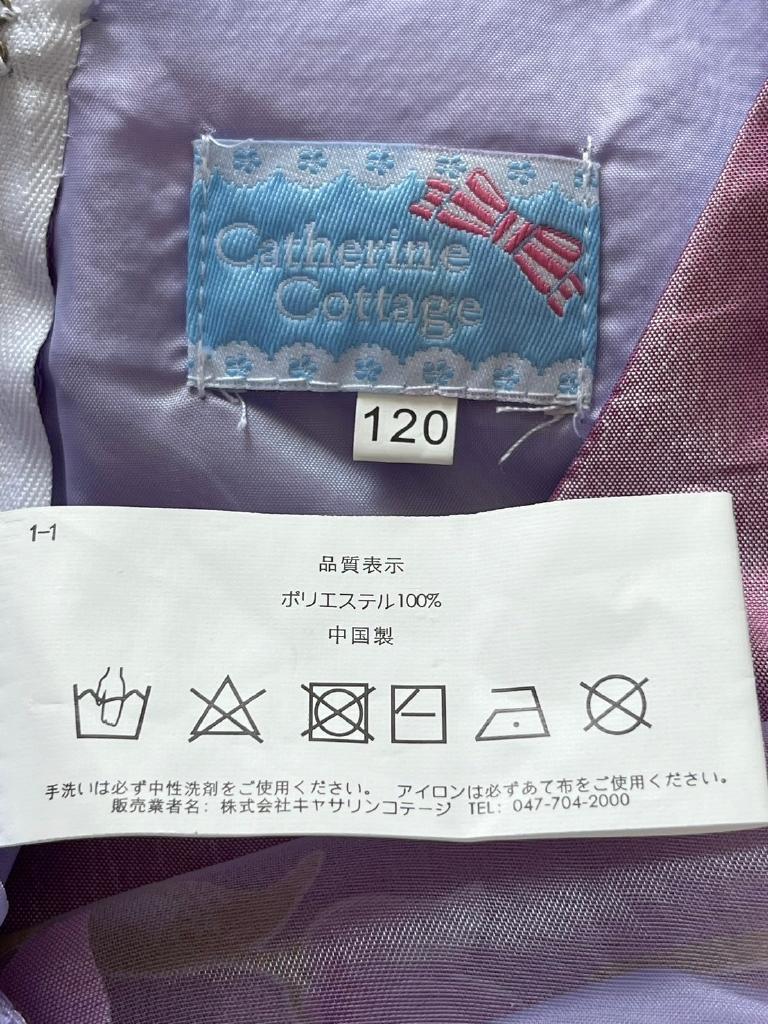 Catherine
Cottage
120
1-1
品質表示
ポリエステル100%
中国製
手洗いは必ず中性洗剤をご使用ください。 アイロンは必ずあて布をご使用ください。
販売業者名: 株式会社キャサリンコテージ TEL: 047-704-2000